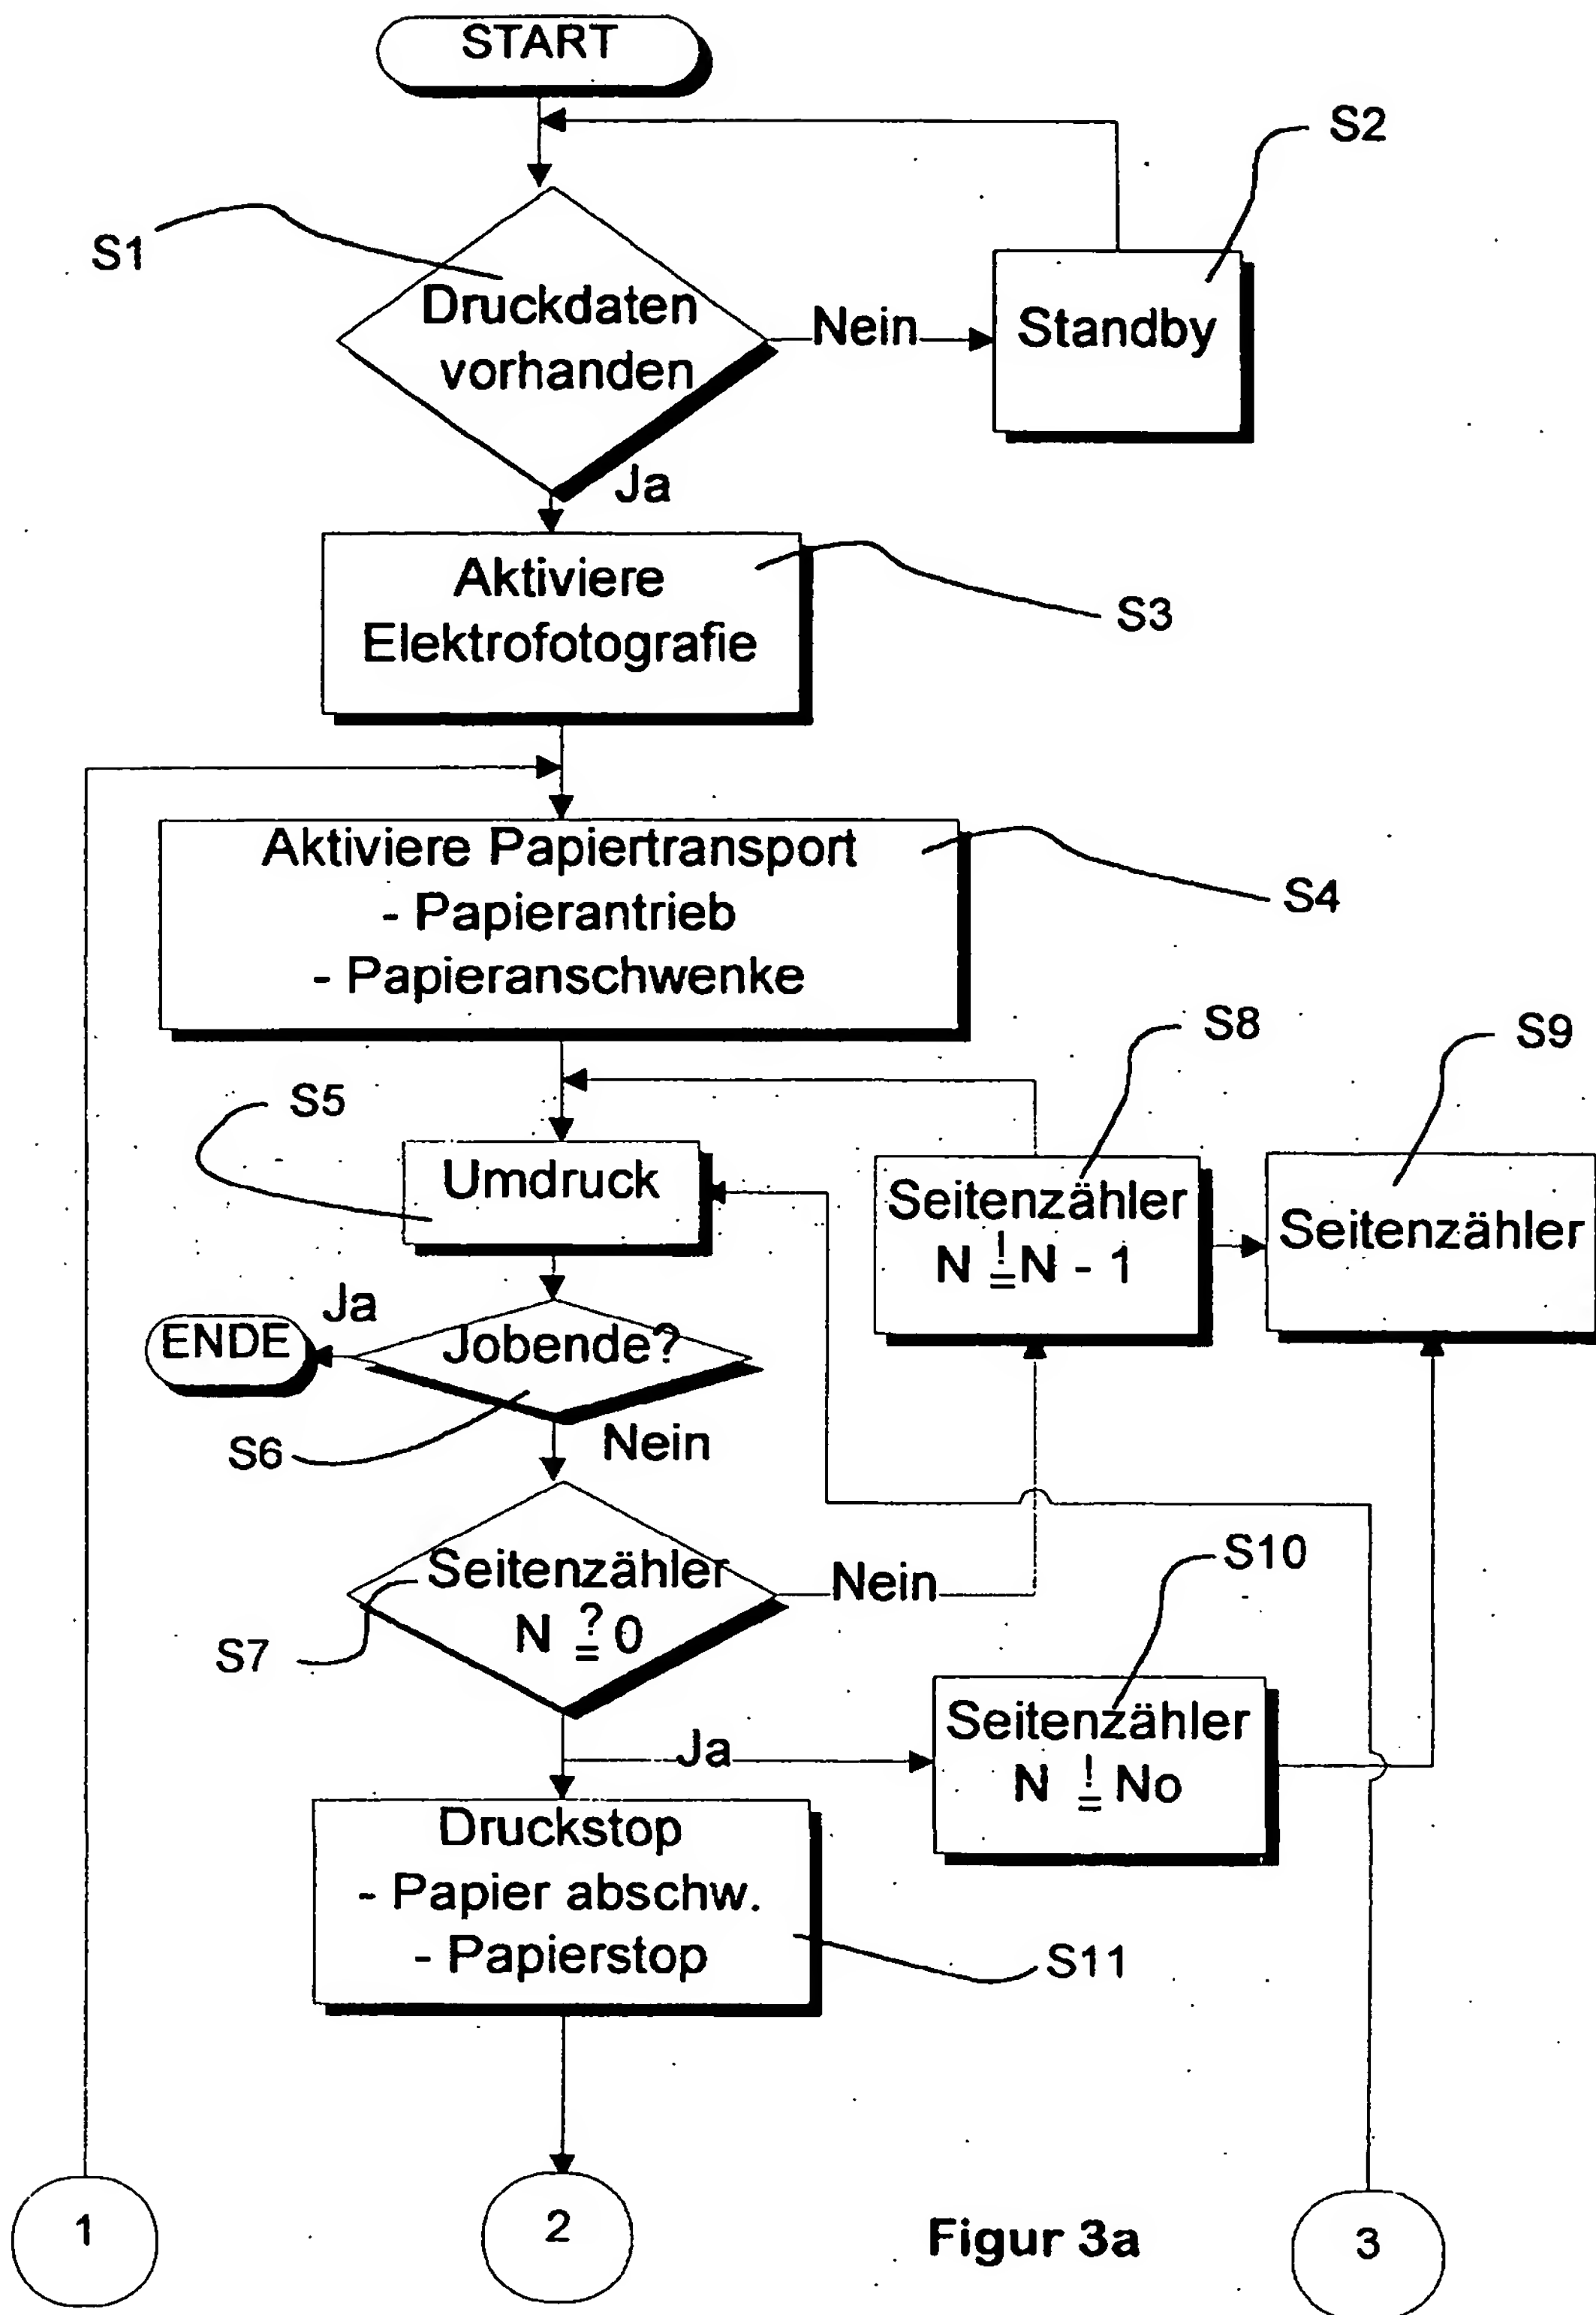 START
S2
S1
Druckdaten
vorhanden
Nein
Standby
Ja
Aktiviere
Elektrofotografie
S3
Aktiviere Papiertransport
- Papierantrieb
- Papieranschwenke
S4
S8
S9
S5
Umdruck
Seitenzähler
N != N - 1
Seitenzähler
Ja
ENDE
Jobende?
S6
Nein
Seitenzähler
N ?= 0
Nein
S10
S7
Seitenzähler
N != No
Ja
Druckstop
- Papier abschw.
- Papierstop
S11
1
2
Figur 3a
3